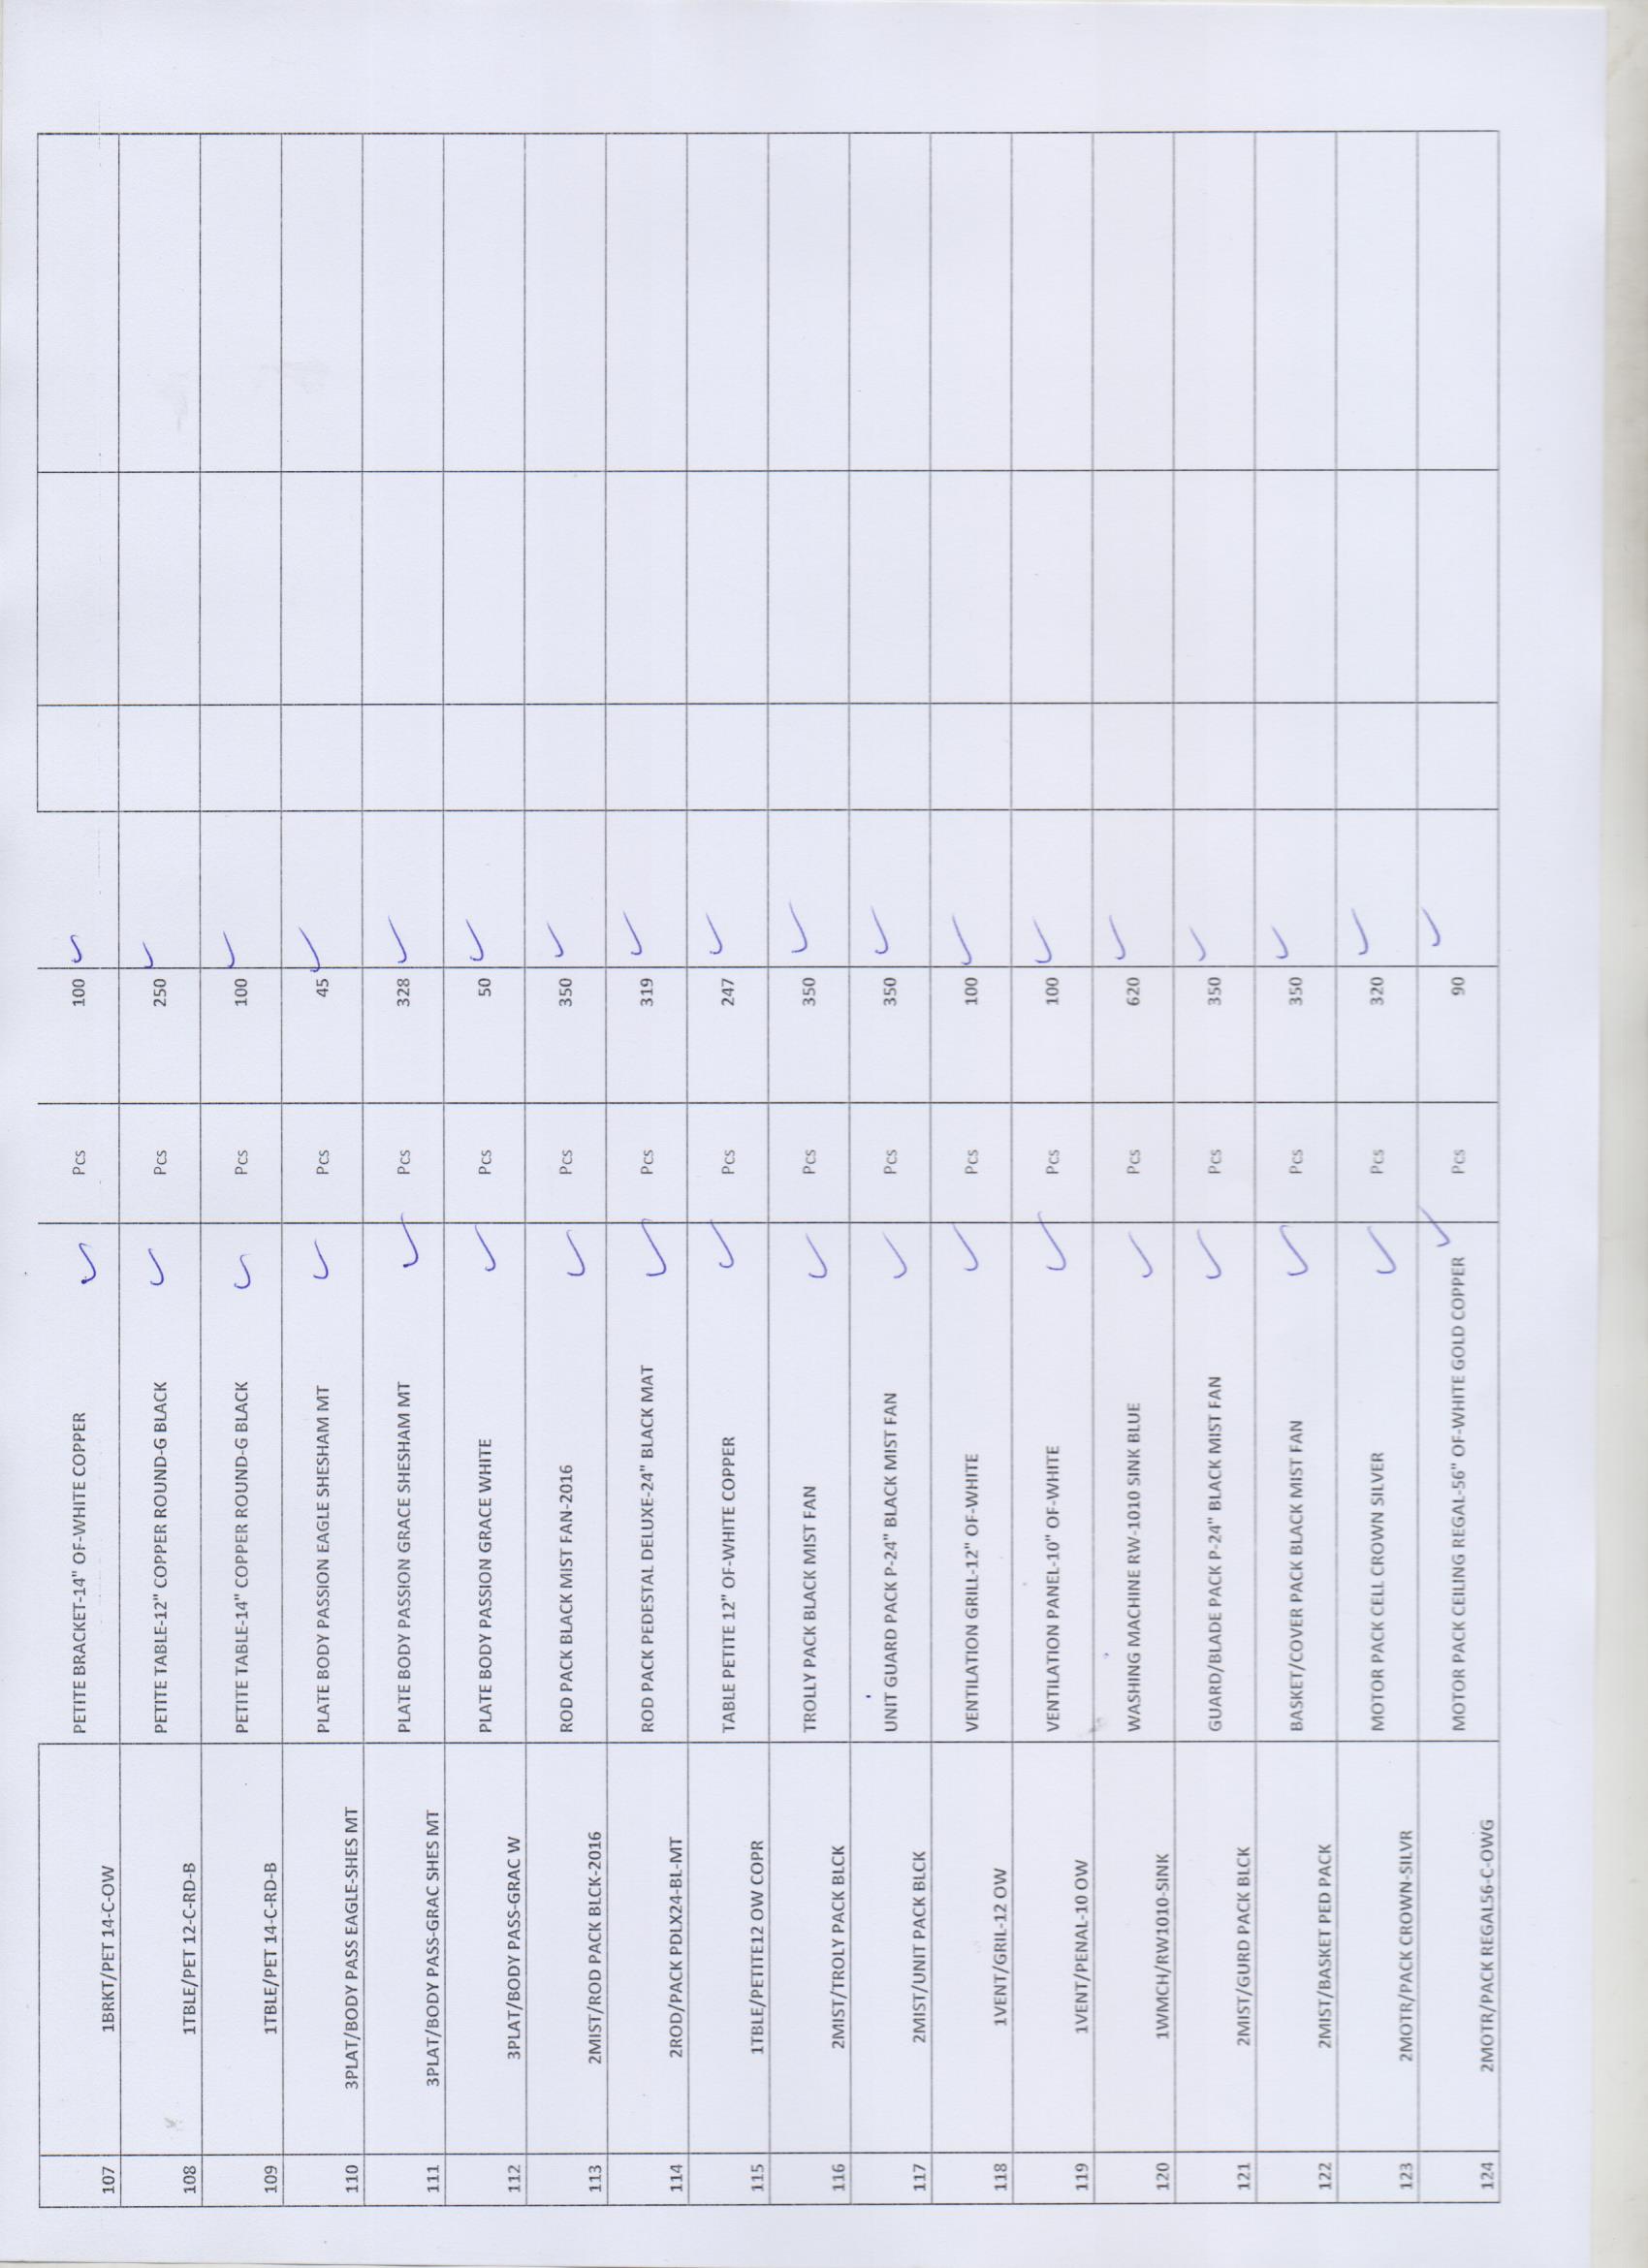 PETITE BRACKET-14" OF-WHITE COPPER Pcs 100
107 1BRKT/PET 14-C-OW
PETITE TABLE-12" COPPER ROUND-G BLACK Pcs 250
108 1TBLE/PET 12-C-RD-B
PETITE TABLE-14" COPPER ROUND-G BLACK Pcs 100
109 1TBLE/PET 14-C-RD-B
PLATE BODY PASSION EAGLE SHESHAM MT Pcs 45
110 3PLAT/BODY PASS EAGLE-SHES MT
PLATE BODY PASSION GRACE SHESHAM MT Pcs 328
111 3PLAT/BODY PASS-GRAC SHES MT
PLATE BODY PASSION GRACE WHITE Pcs 50
112 3PLAT/BODY PASS-GRAC W
ROD PACK BLACK MIST FAN-2016 Pcs 350
113 2MIST/ROD PACK BLCK-2016
ROD PACK PEDESTAL DELUXE-24" BLACK MAT Pcs 319
114 2ROD/PACK PDLX24-BL-MT
TABLE PETITE 12" OF-WHITE COPPER Pcs 247
115 1TBLE/PETITE12 OW COPR
TROLLY PACK BLACK MIST FAN Pcs 350
116 2MIST/TROLY PACK BLCK
UNIT GUARD PACK P-24" BLACK MIST FAN Pcs 350
117 2MIST/UNIT PACK BLCK
VENTILATION GRILL-12" OF-WHITE Pcs 100
118 1VENT/GRIL-12 OW
VENTILATION PANEL-10" OF-WHITE Pcs 100
119 1VENT/PENAL-10 OW
WASHING MACHINE RW-1010 SINK BLUE Pcs 620
120 1WMCH/RW1010-SINK
GUARD/BLADE PACK P-24" BLACK MIST FAN Pcs 350
121 2MIST/GURD PACK BLCK
BASKET/COVER PACK BLACK MIST FAN Pcs 350
122 2MIST/BASKET PED PACK
MOTOR PACK CELL CROWN SILVER Pcs 320
123 2MOTR/PACK CROWN-SILVR
MOTOR PACK CEILING REGAL-56" OF-WHITE GOLD COPPER Pcs 90
124 2MOTR/PACK REGAL56-C-OWG